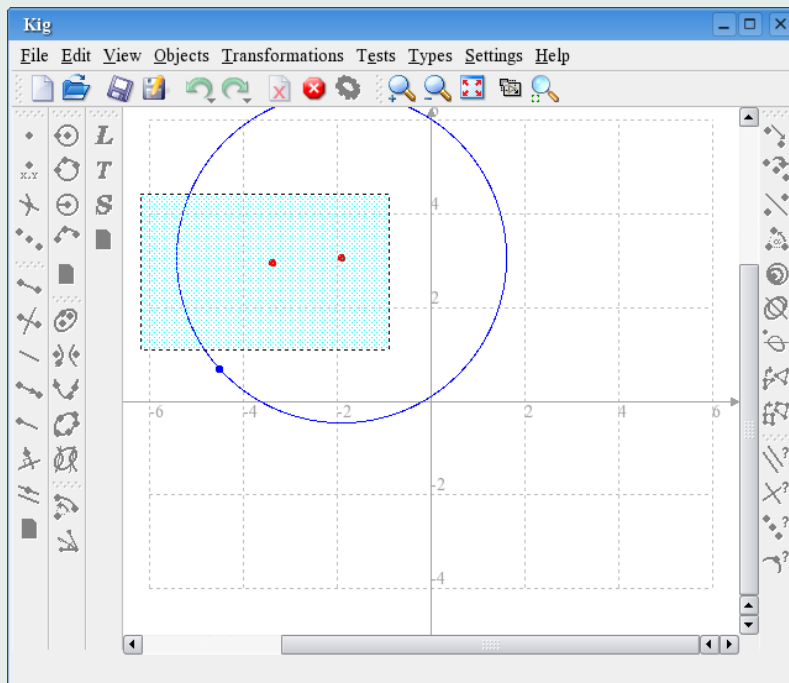 Kig
File Edit View Objects Transformations Tests Types Settings Help
X,Y
L
T
S
6
4
2
-6 -4 -2 2 4 6
-2
-4